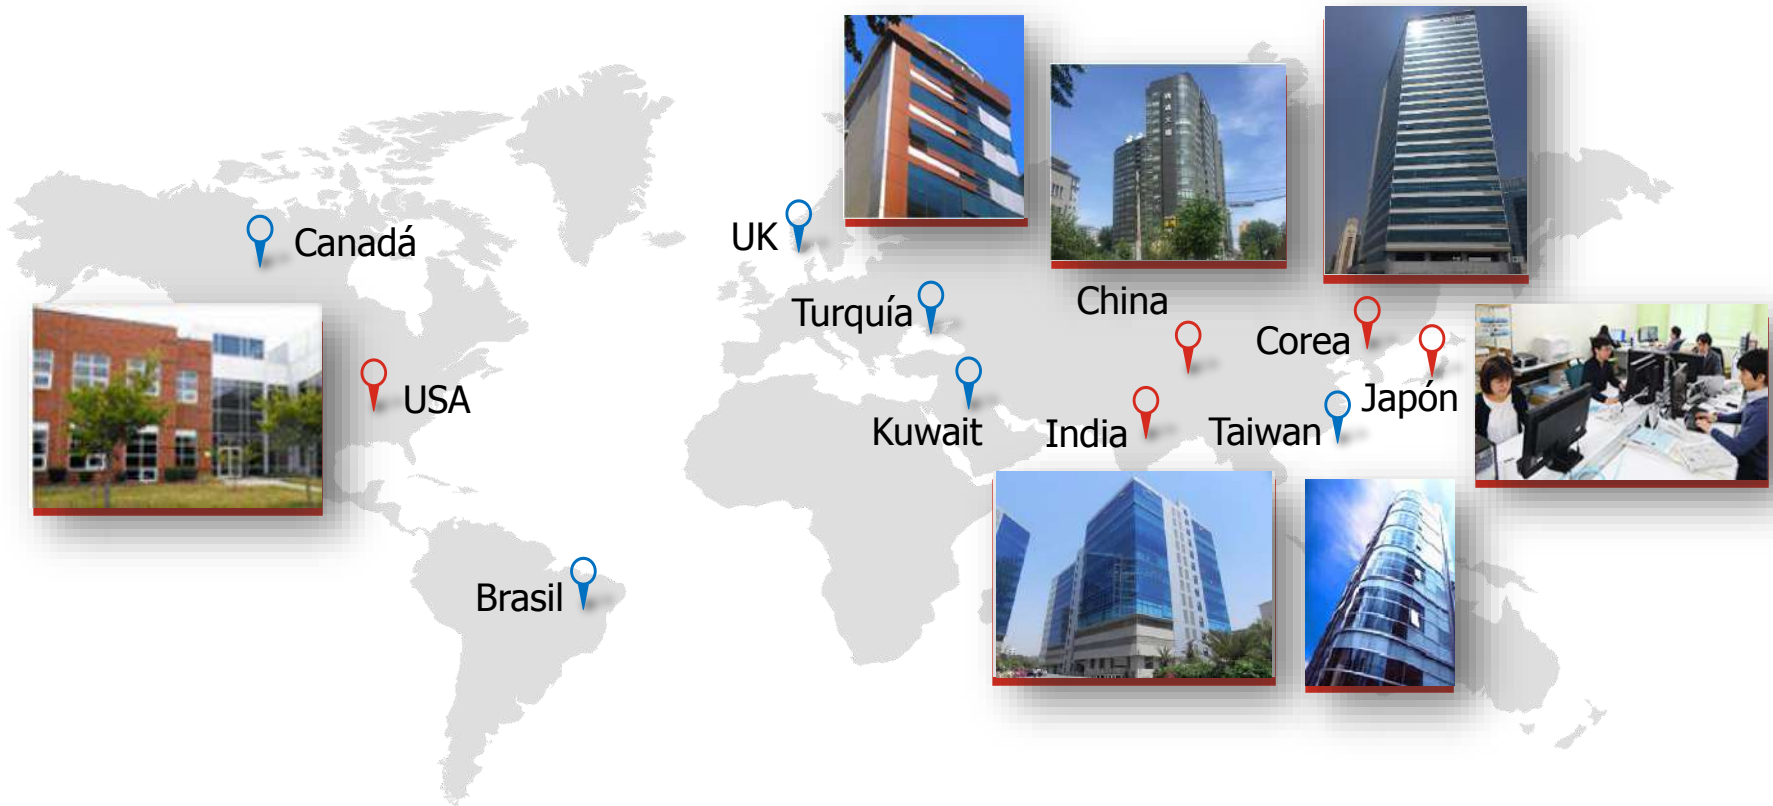 Canadá
UK
Turquía
China
Corea
USA
Kuwait
India
Taiwan
Japón
Brasil